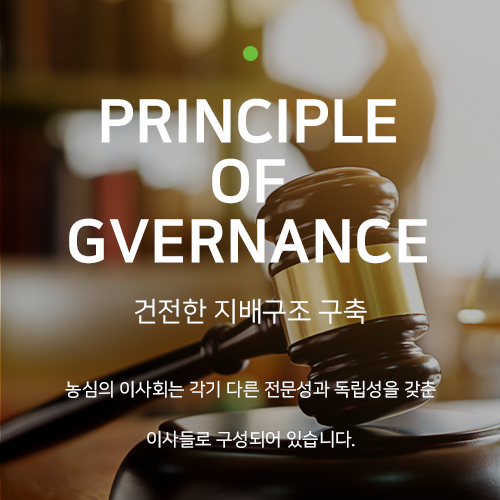 PRINCIPLE
OF
GVERNANCE
건전한 지배구조 구축
농심의 이사회는 각기 다른 전문성과 독립성을 갖춘
이사들로 구성되어 있습니다.